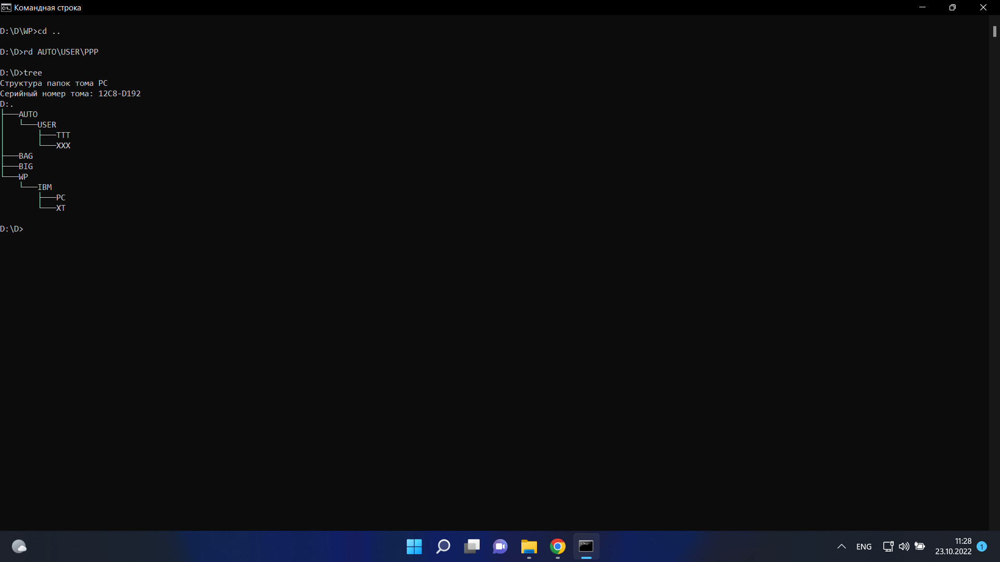 Командная строка
D:\D\WP>cd ..
D:\D>rd AUTO\USER\PPP
D:\D>tree
Структура папок тома PC
Серийный номер тома: 12C8-D192
D:.
├───AUTO
│   └───USER
│       ├───TTT
│       └───XXX
├───BAG
├───BIG
└───WP
    └───IBM
        ├───PC
        └───XT
D:\D>
ENG
11:28
23.10.2022
1